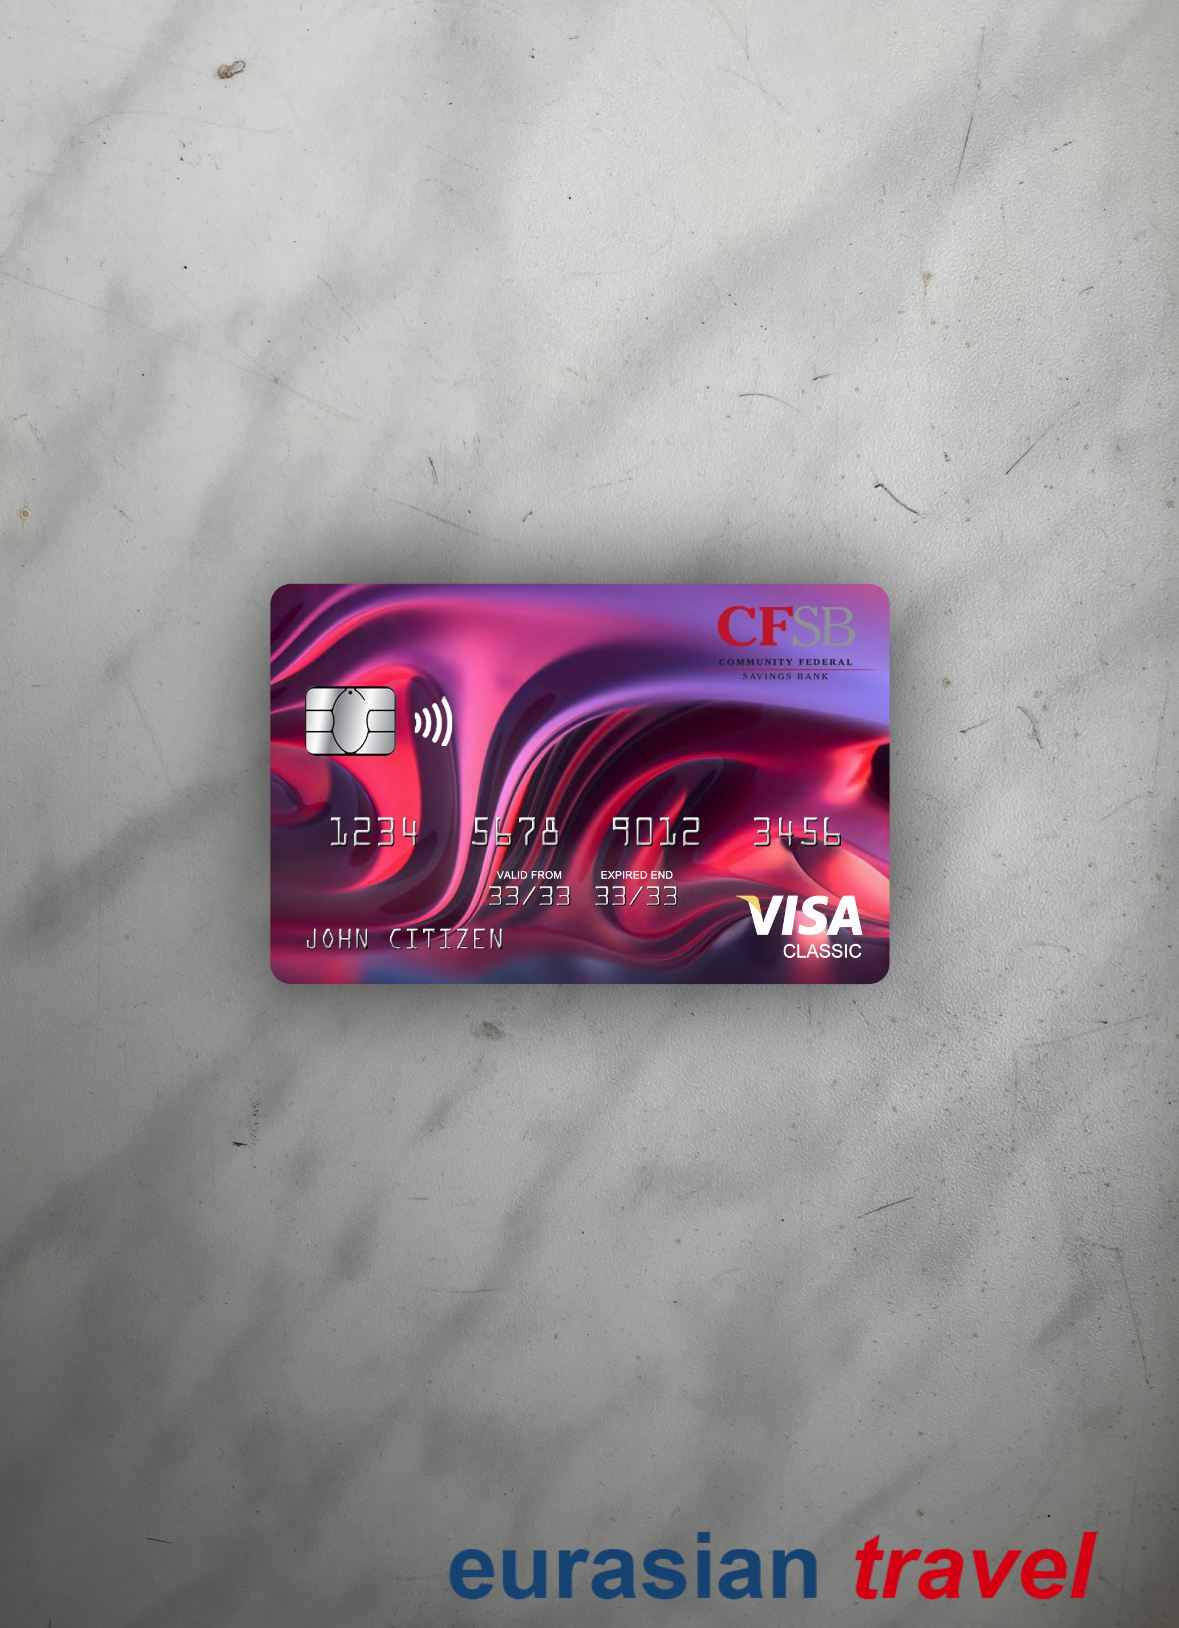 CFSB
COMMUNITY FEDERAL
SAVINGS BANK
1234 5678 9012 3456
VALID FROM EXPIRED END
33/33 33/33
JOHN CITIZEN
VISA
CLASSIC
eurasian travel